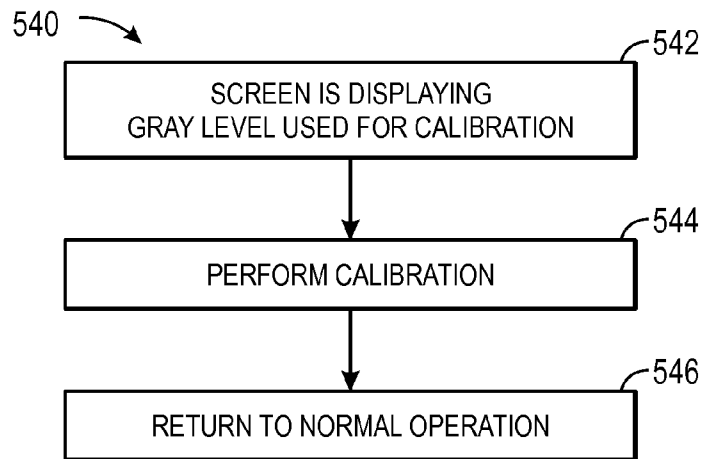 540
542
SCREEN IS DISPLAYING
GRAY LEVEL USED FOR CALIBRATION
544
PERFORM CALIBRATION
546
RETURN TO NORMAL OPERATION